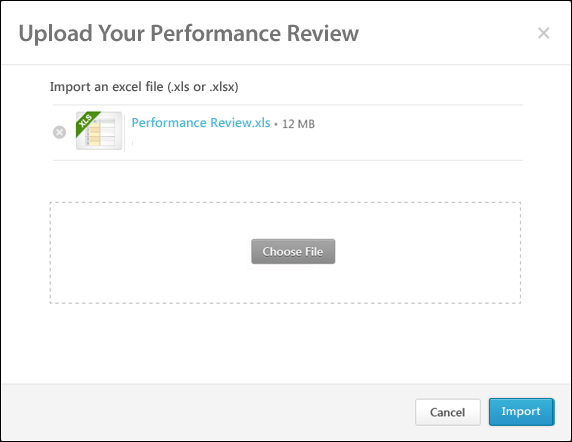 Upload Your Performance Review
×
Import an excel file (.xls or .xlsx)
XLS
Performance Review.xls • 12 MB
Choose File
Cancel
Import